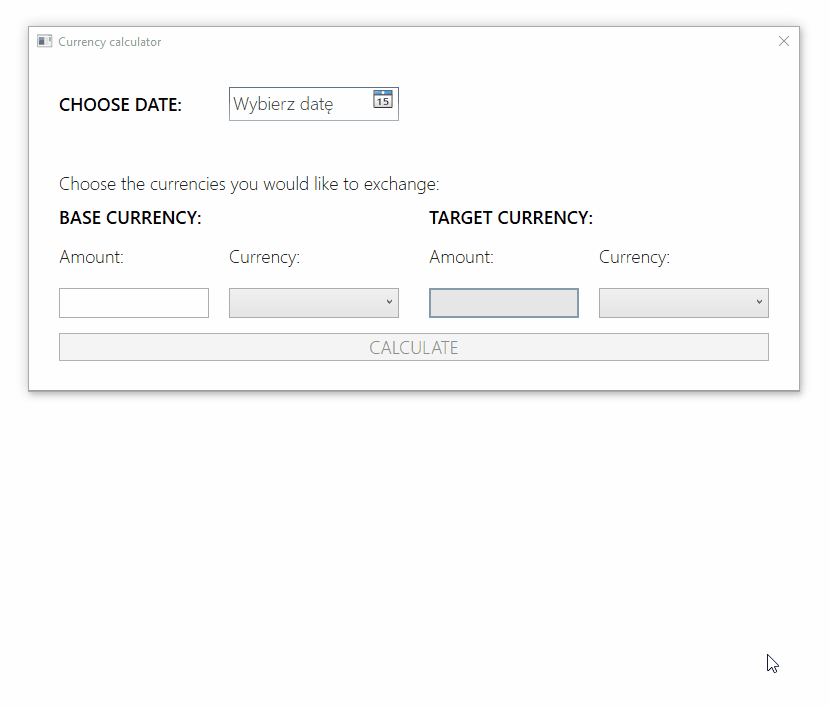 Currency calculator
CHOOSE DATE: Wybierz datę 15
Choose the currencies you would like to exchange:
BASE CURRENCY: TARGET CURRENCY:
Amount: Currency: Amount: Currency:
CALCULATE